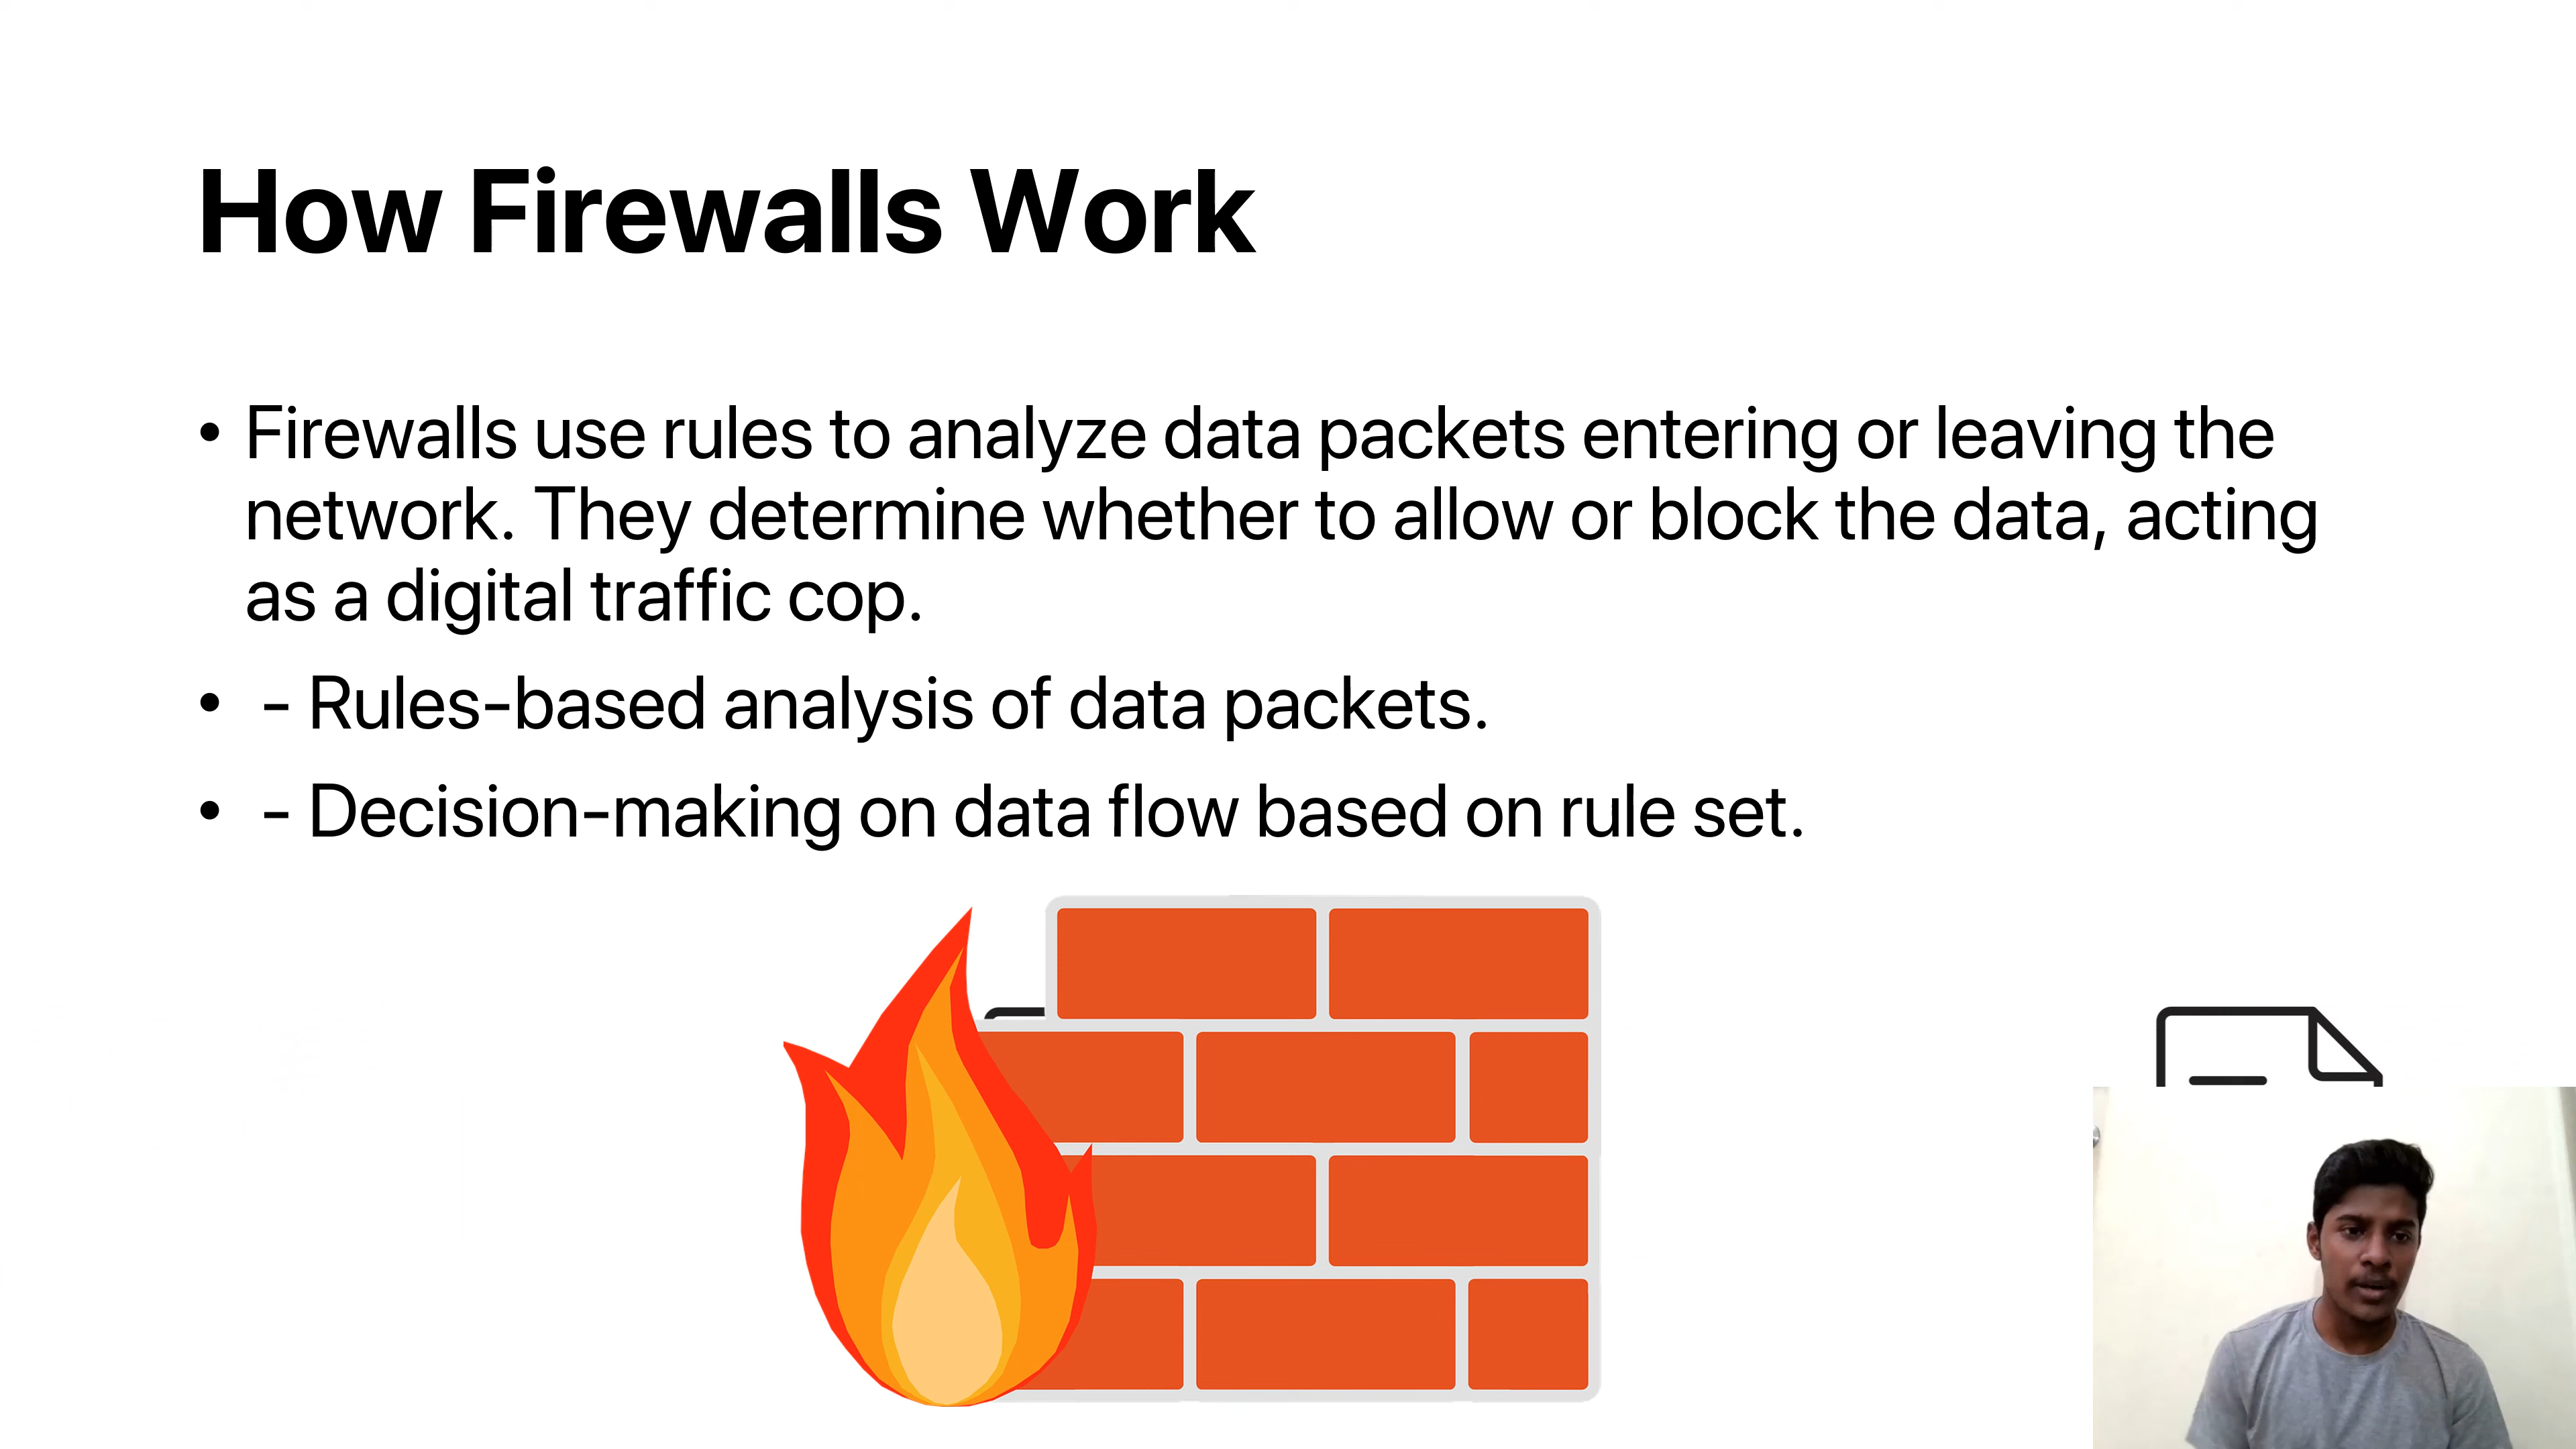 How Firewalls Work
• Firewalls use rules to analyze data packets entering or leaving the
network. They determine whether to allow or block the data, acting
as a digital traffic cop.
• - Rules-based analysis of data packets.
• - Decision-making on data flow based on rule set.